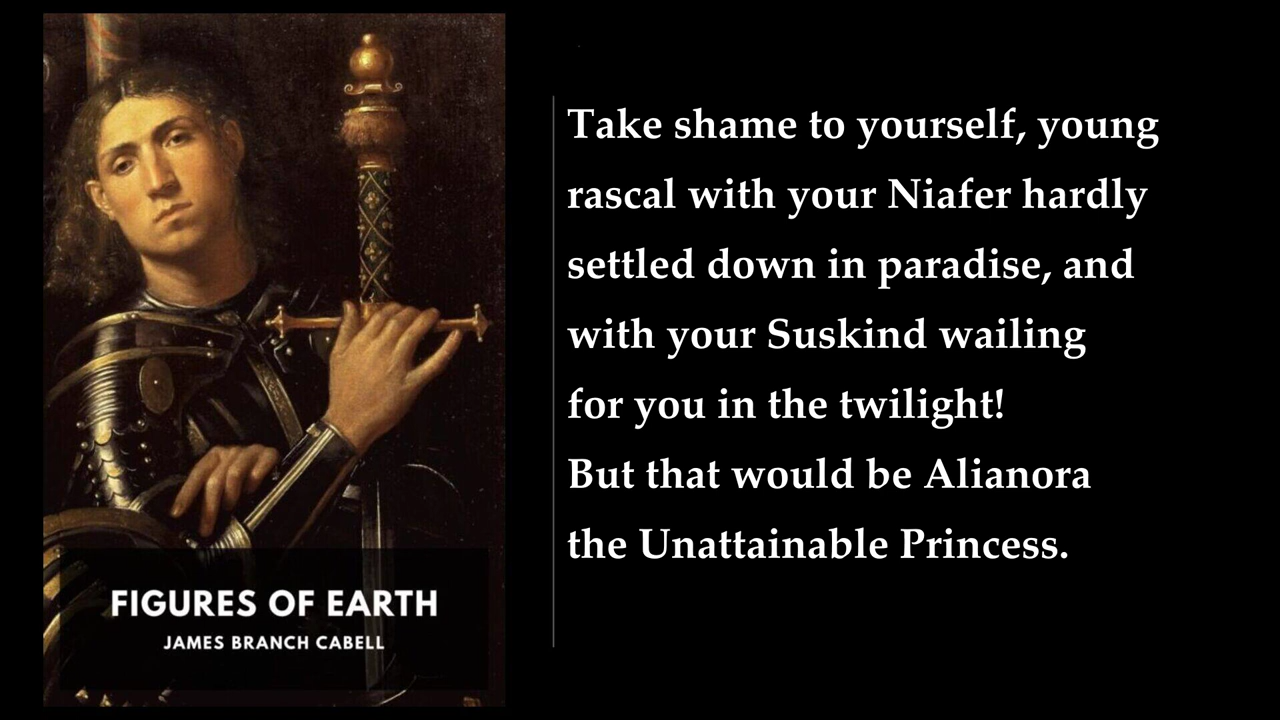 Take shame to yourself, young
rascal with your Niafer hardly
settled down in paradise, and
with your Suskind wailing
for you in the twilight!
But that would be Alianora
the Unattainable Princess.
FIGURES OF EARTH
JAMES BRANCH CABELL